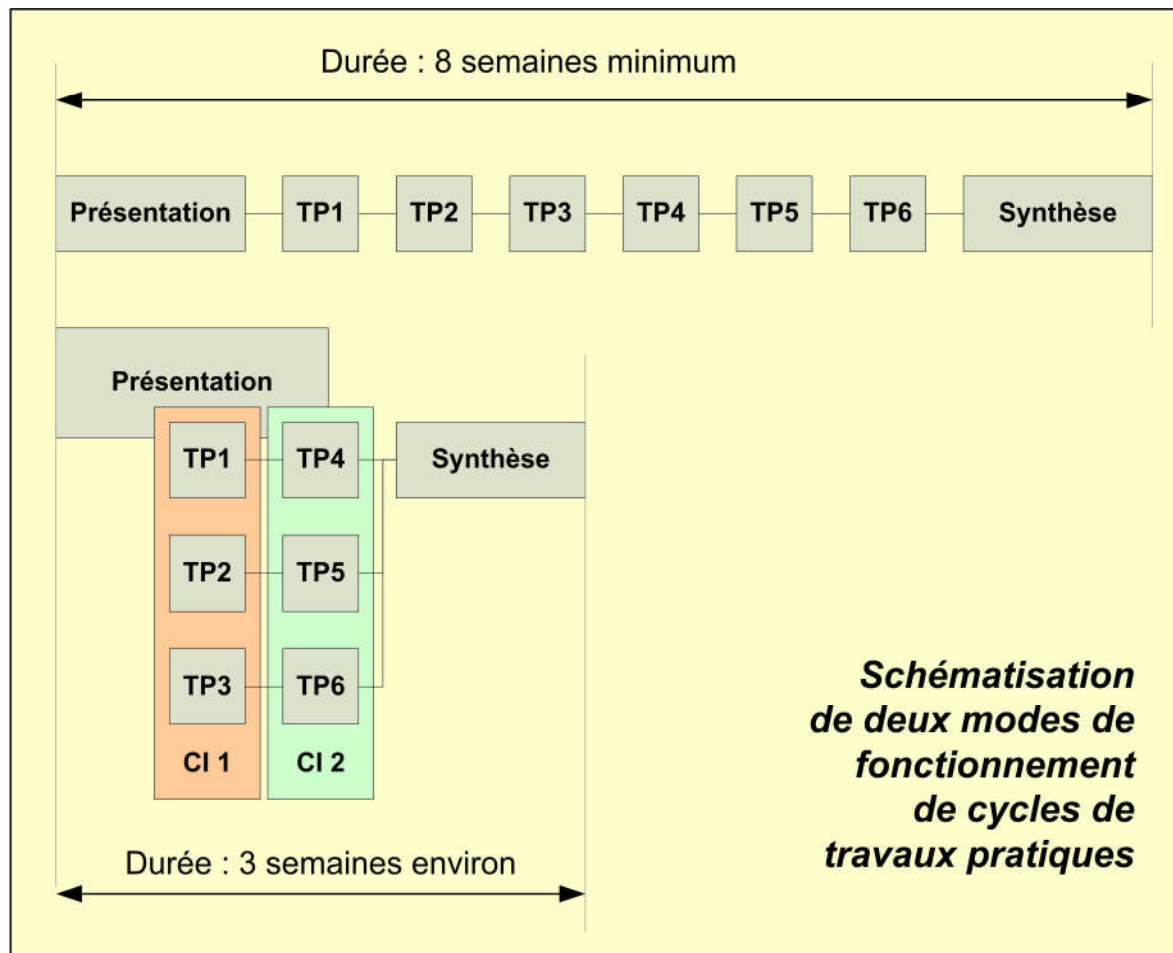 Durée : 8 semaines minimum
Présentation TP1 TP2 TP3 TP4 TP5 TP6 Synthèse
Présentation
TP1 TP4 Synthèse
TP2 TP5
TP3 TP6
CI 1 CI 2
Durée : 3 semaines environ
Schématisation
de deux modes de
fonctionnement
de cycles de
travaux pratiques